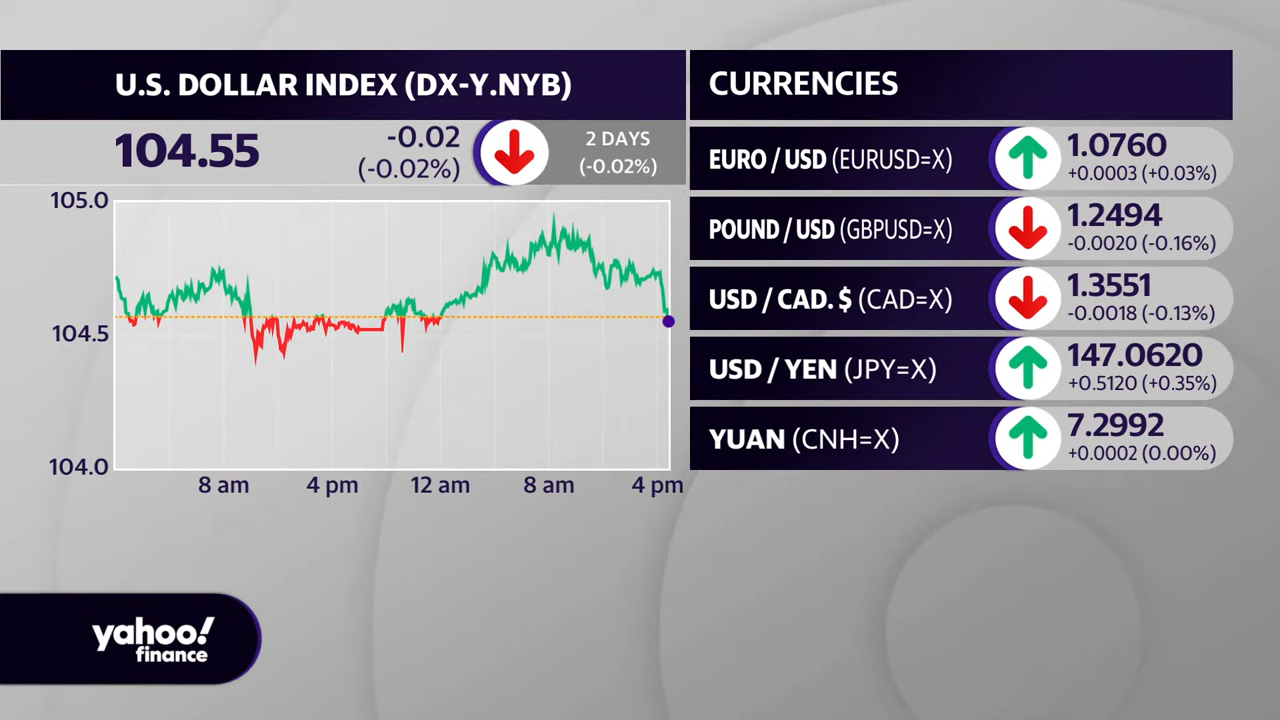 U.S. DOLLAR INDEX (DX-Y.NYB)
104.55
-0.02
(-0.02%)
2 DAYS
(-0.02%)
105.0
104.5
104.0
8 am 4 pm 12 am 8 am 4 pm
CURRENCIES
EURO / USD (EURUSD=X)
1.0760
+0.0003 (+0.03%)
POUND / USD (GBPUSD=X)
1.2494
-0.0020 (-0.16%)
USD / CAD. $ (CAD=X)
1.3551
-0.0018 (-0.13%)
USD / YEN (JPY=X)
147.0620
+0.5120 (+0.35%)
YUAN (CNH=X)
7.2992
+0.0002 (0.00%)
yahoo!
finance